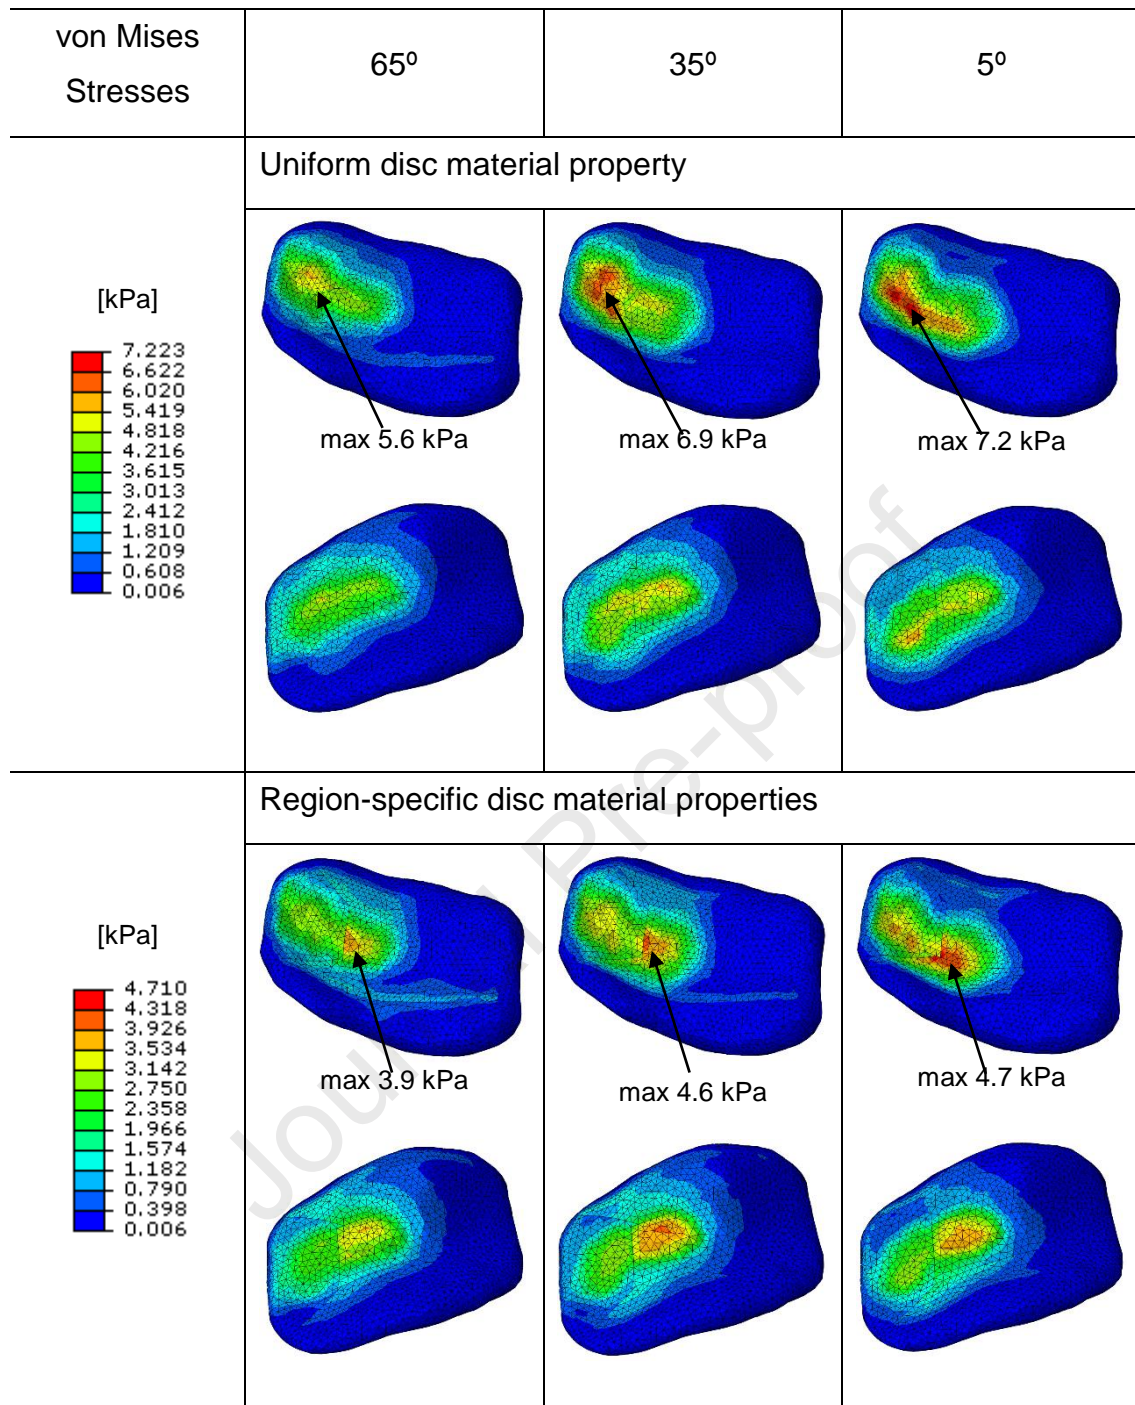 von Mises
Stresses
65º
35º
5º
Uniform disc material property
[kPa]
7.223
6.622
6.020
5.419
4.818
4.216
3.615
3.013
2.412
1.810
1.209
0.608
0.006
max 5.6 kPa
max 6.9 kPa
max 7.2 kPa
Region-specific disc material properties
[kPa]
4.710
4.318
3.926
3.534
3.142
2.750
2.358
1.966
1.574
1.182
0.790
0.398
0.006
max 3.9 kPa
max 4.6 kPa
max 4.7 kPa
Journal Pre-proof